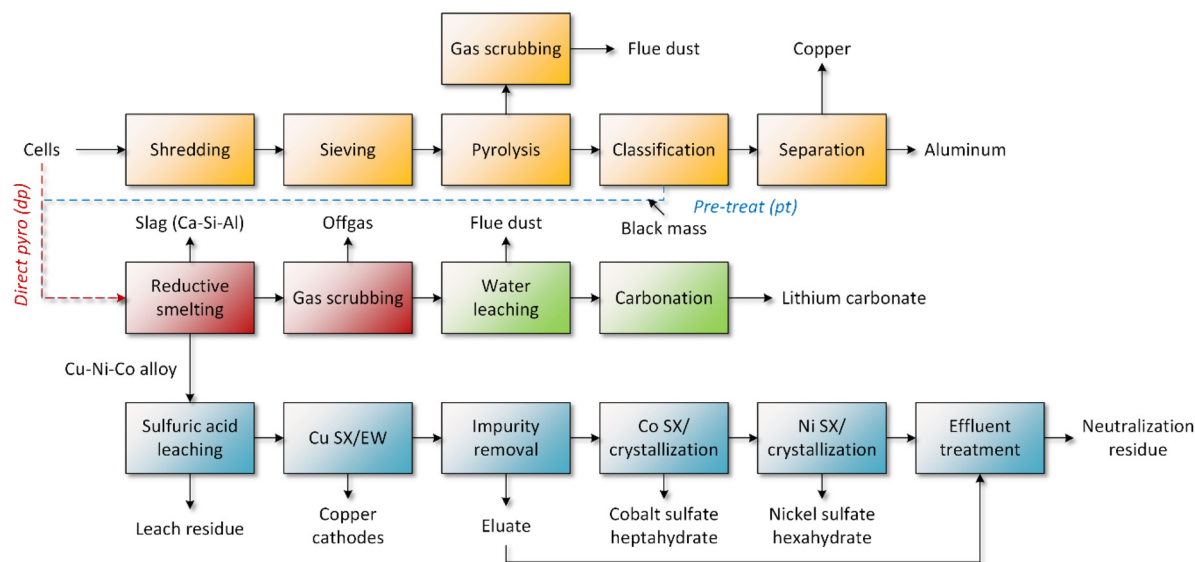 Gas scrubbing
Flue dust
Copper
Cells
Shredding
Sieving
Pyrolysis
Classification
Separation
Aluminum
Direct pyro (dp)
Pre-treat (pt)
Black mass
Slag (Ca-Si-Al)
Offgas
Flue dust
Reductive
smelting
Gas scrubbing
Water
leaching
Carbonation
Lithium carbonate
Cu-Ni-Co alloy
Sulfuric acid
leaching
Cu SX/EW
Impurity
removal
Co SX/
crystallization
Ni SX/
crystallization
Effluent
treatment
Neutralization
residue
Leach residue
Copper
cathodes
Eluate
Cobalt sulfate
heptahydrate
Nickel sulfate
hexahydrate